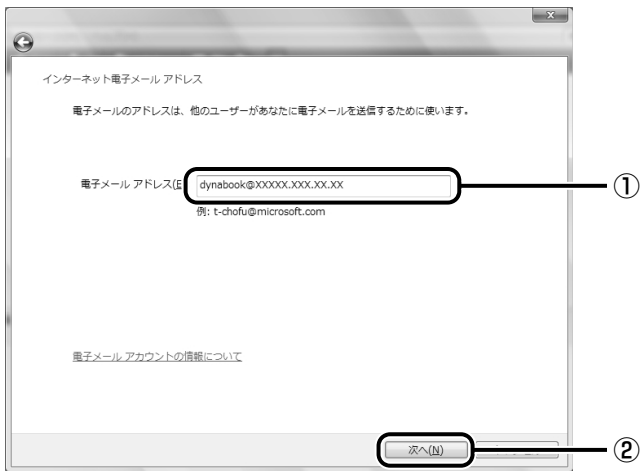 インターネット電子メール アドレス
電子メールのアドレスは、他のユーザーがあなたに電子メールを送信するために使います。
電子メール アドレス(E
dynabook@XXXXX.XXX.XX.XX
①
例: t-chofu@microsoft.com
電子メール アカウントの情報について
次へ(N)
②